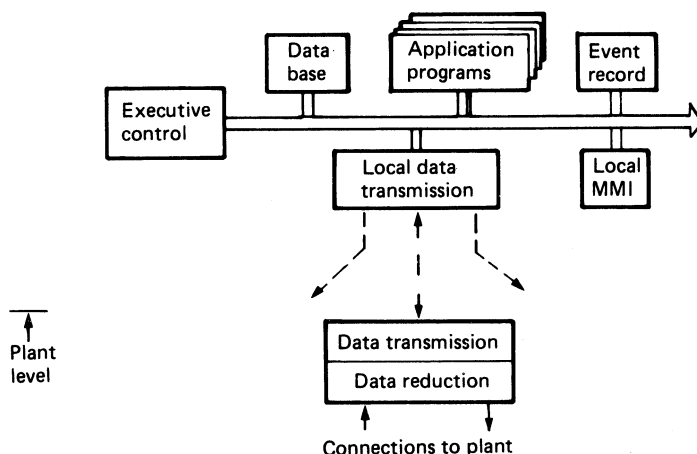 Data
base
Application
programs
Event
record
Executive
control
Local data
transmission
Local
MMI
Plant
level
Data transmission
Data reduction
Connections to plant